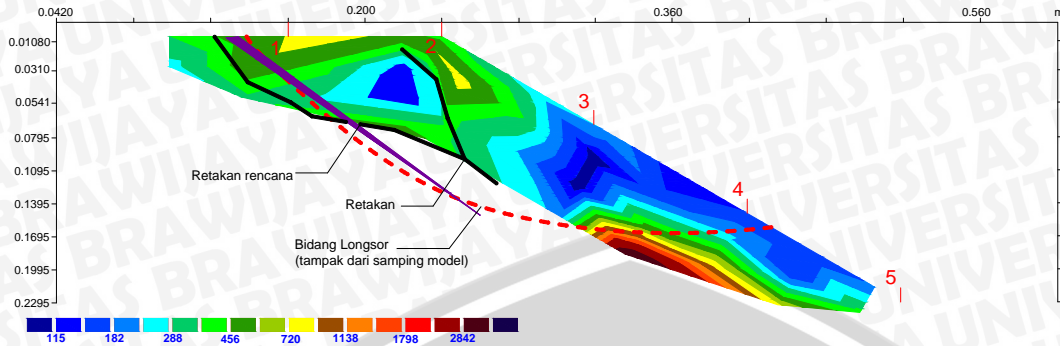 0.0420 0.200 0.360 0.560 m
0.01080
0.0310
0.0541
0.0795
0.1095
0.1395
0.1695
0.1995
0.2295
1
2
3
4
5
Retakan rencana
Retakan
Bidang Longsor
(tampak dari samping model)
115 182 288 456 720 1138 1798 2842